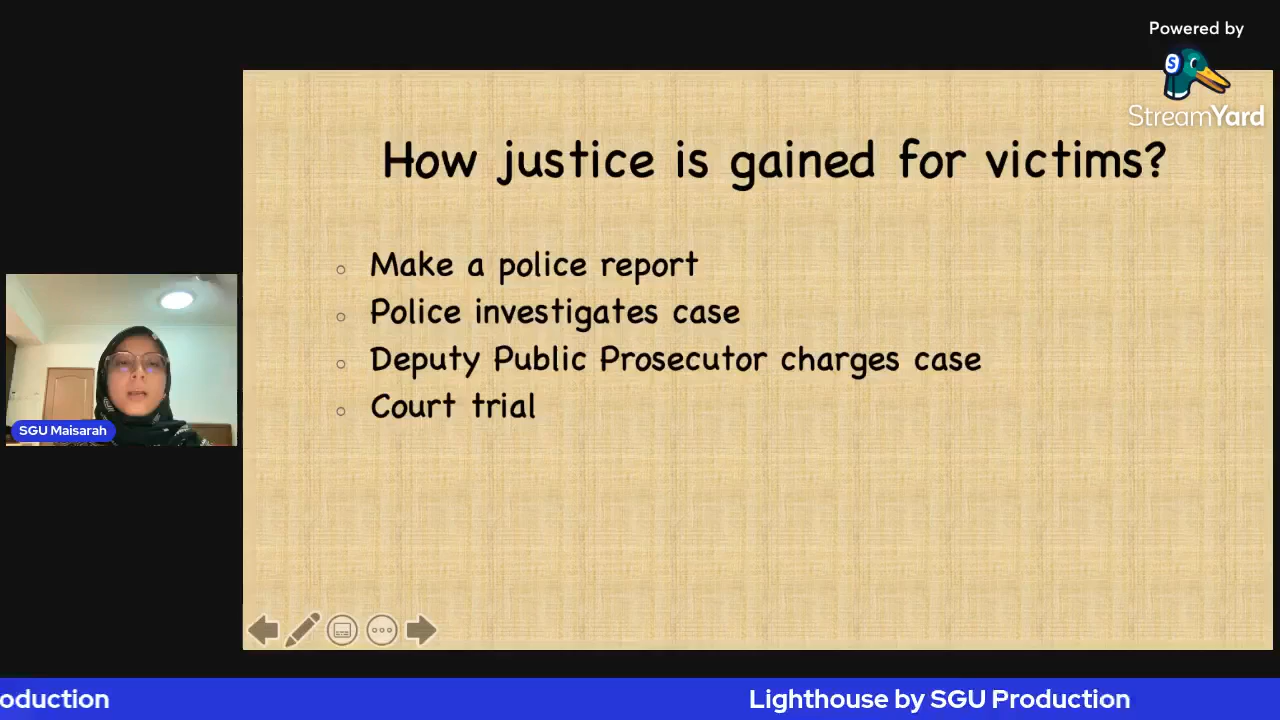 Powered by
StreamYard
How justice is gained for victims?
Make a police report
Police investigates case
Deputy Public Prosecutor charges case
Court trial
SGU Maisarah
oduction
Lighthouse by SGU Production